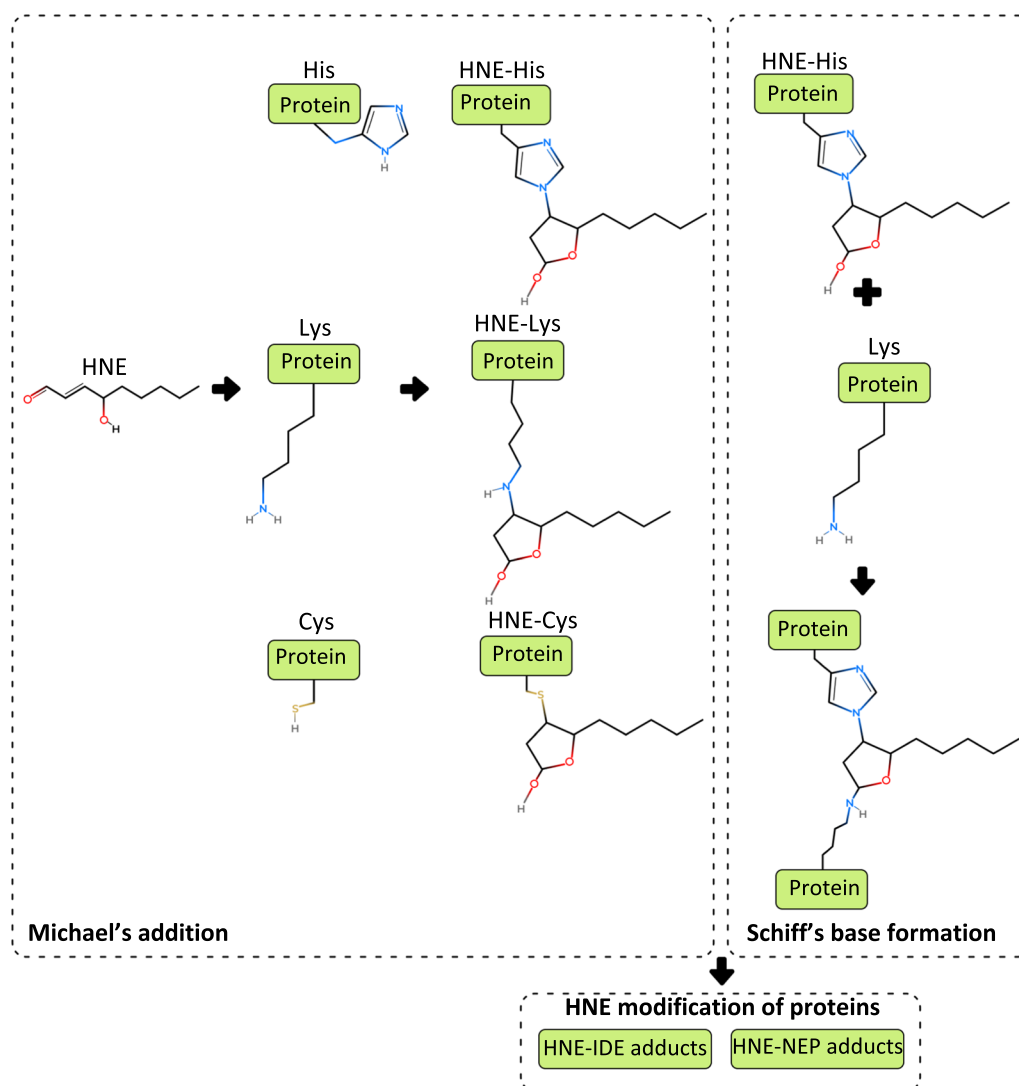 His
Protein
N
N
H
HNE-His
Protein
N
N
O
O
H
HNE
O
O
H
Lys
Protein
N
H
H
HNE-Lys
Protein
H
N
O
O
H
Cys
Protein
S
H
HNE-Cys
Protein
S
O
O
H
Michael’s addition
HNE-His
Protein
N
N
O
O
H
Lys
Protein
N
H
H
Protein
N
N
O
N
H
Protein
Schiff’s base formation
HNE modification of proteins
HNE-IDE adducts
HNE-NEP adducts